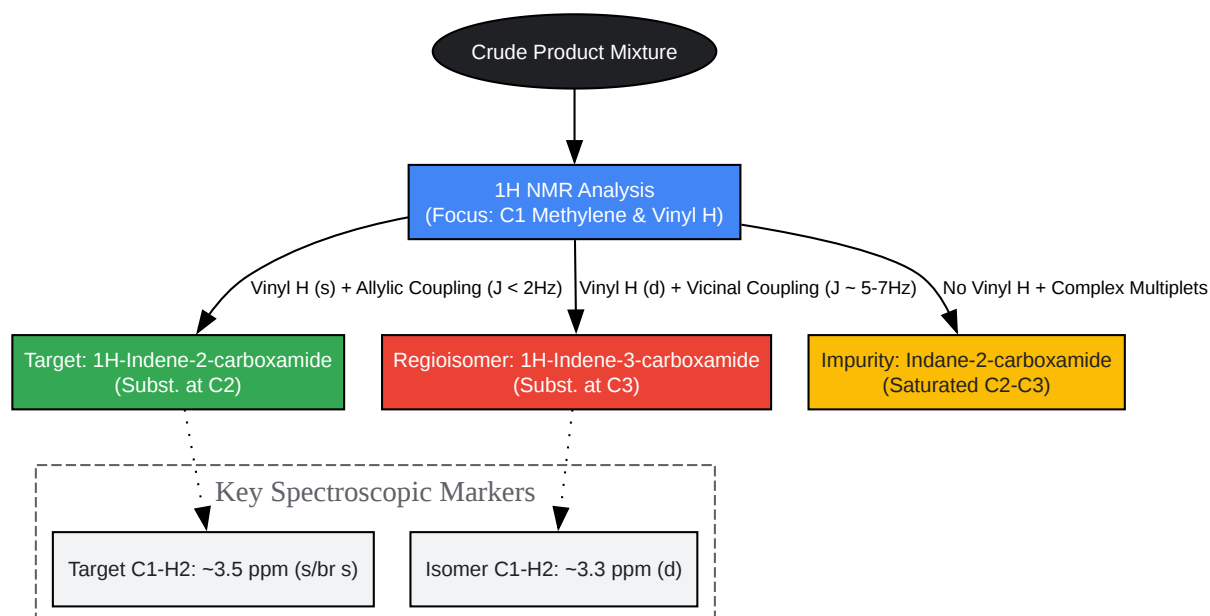 Crude Product Mixture
1H NMR Analysis
(Focus: C1 Methylene & Vinyl H)
Vinyl H (s) + Allylic Coupling (J < 2Hz)
Vinyl H (d) + Vicinal Coupling (J ~ 5-7Hz)
No Vinyl H + Complex Multiplets
Target: 1H-Indene-2-carboxamide
(Subst. at C2)
Regioisomer: 1H-Indene-3-carboxamide
(Subst. at C3)
Impurity: Indane-2-carboxamide
(Saturated C2-C3)
Key Spectroscopic Markers
Target C1-H2: ~3.5 ppm (s/br s)
Isomer C1-H2: ~3.3 ppm (d)